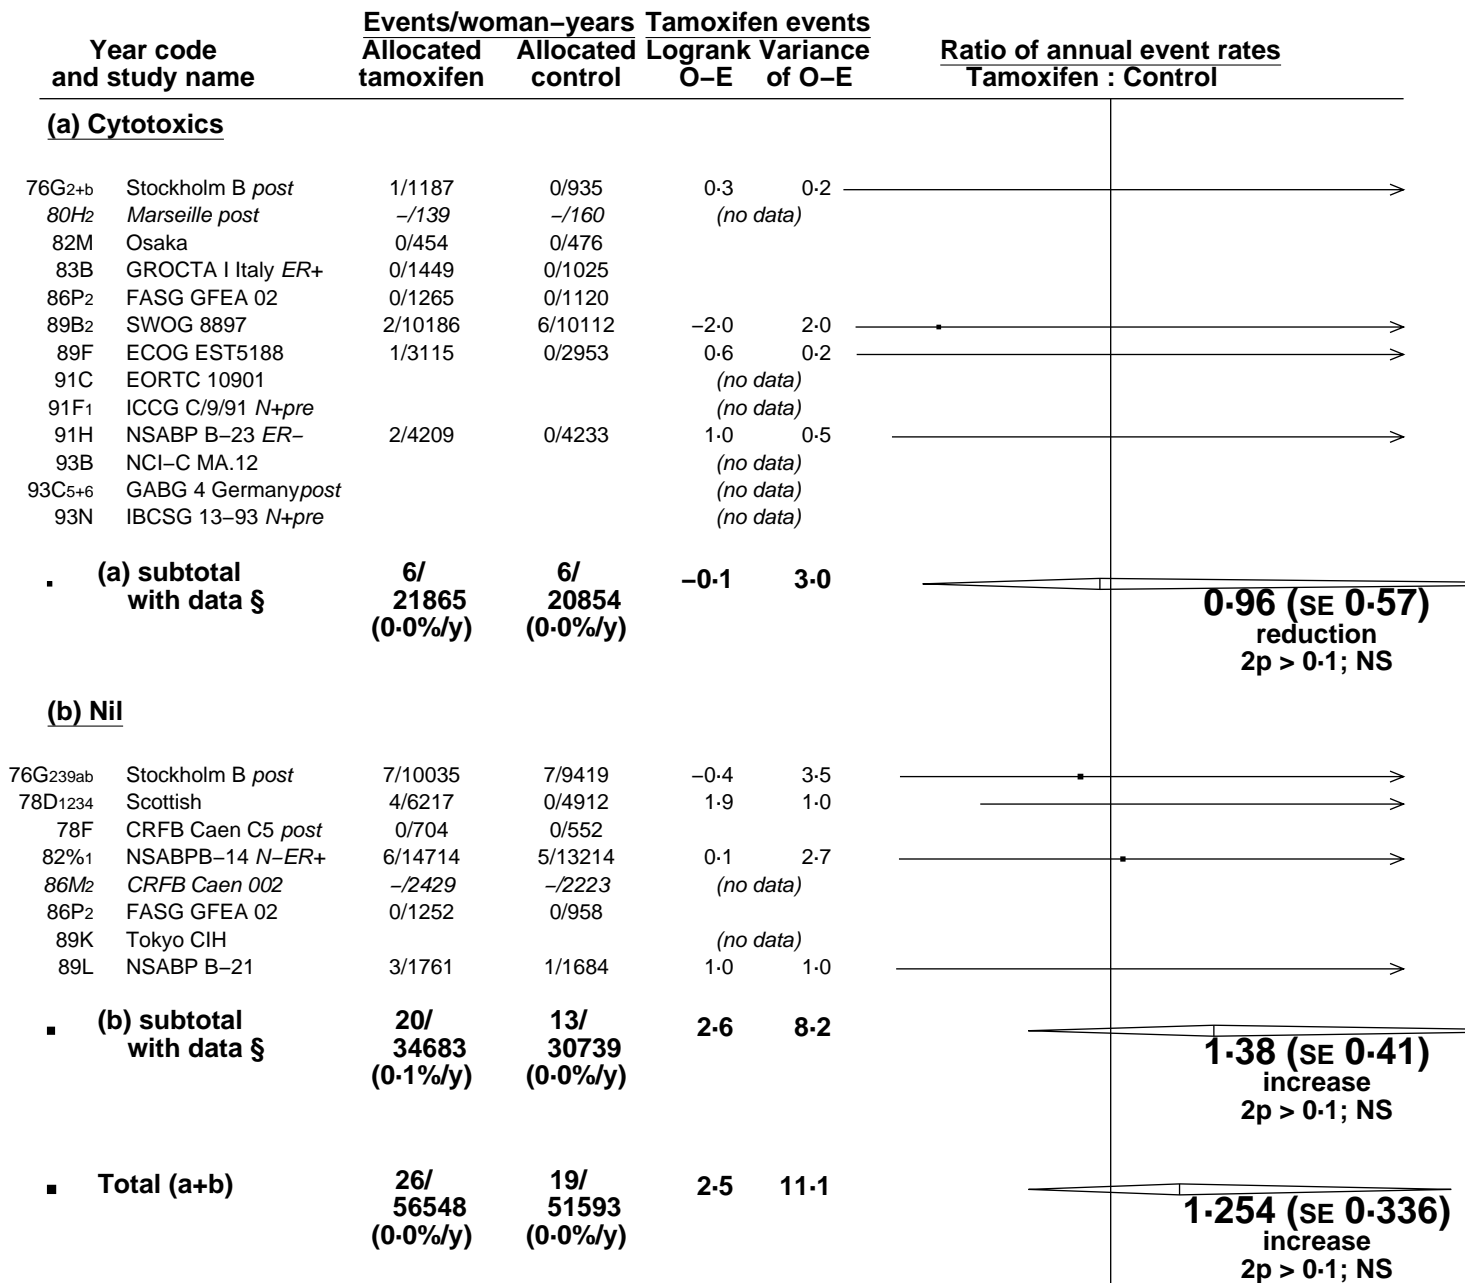 Events/woman–years Tamoxifen events
Year code Allocated Allocated Logrank Variance Ratio of annual event rates
and study name tamoxifen control O–E of O–E Tamoxifen : Control
(a) Cytotoxics
76G2+b Stockholm B post 1/1187 0/935 0·3 0·2
80H2 Marseille post –/139 –/160 (no data)
82M Osaka 0/454 0/476
83B GROCTA I Italy ER+ 0/1449 0/1025
86P2 FASG GFEA 02 0/1265 0/1120
89B2 SWOG 8897 2/10186 6/10112 –2·0 2·0
89F ECOG EST5188 1/3115 0/2953 0·6 0·2
91C EORTC 10901 (no data)
91F1 ICCG C/9/91 N+pre (no data)
91H NSABP B–23 ER– 2/4209 0/4233 1·0 0·5
93B NCI–C MA.12 (no data)
93C5+6 GABG 4 Germanypost (no data)
93N IBCSG 13–93 N+pre (no data)
(a) subtotal 6/ 6/ –0·1 3·0
with data § 21865 20854 0·96 (SE 0·57)
(0·0%/y) (0·0%/y) reduction
2p > 0·1; NS
(b) Nil
76G239ab Stockholm B post 7/10035 7/9419 –0·4 3·5
78D1234 Scottish 4/6217 0/4912 1·9 1·0
78F CRFB Caen C5 post 0/704 0/552
82%1 NSABPB–14 N–ER+ 6/14714 5/13214 0·1 2·7
86M2 CRFB Caen 002 –/2429 –/2223 (no data)
86P2 FASG GFEA 02 0/1252 0/958
89K Tokyo CIH (no data)
89L NSABP B–21 3/1761 1/1684 1·0 1·0
(b) subtotal 20/ 13/ 2·6 8·2
with data § 34683 30739 1·38 (SE 0·41)
(0·1%/y) (0·0%/y) increase
2p > 0·1; NS
Total (a+b) 26/ 19/ 2·5 11·1
56548 51593 1·254 (SE 0·336)
(0·0%/y) (0·0%/y) increase
2p > 0·1; NS